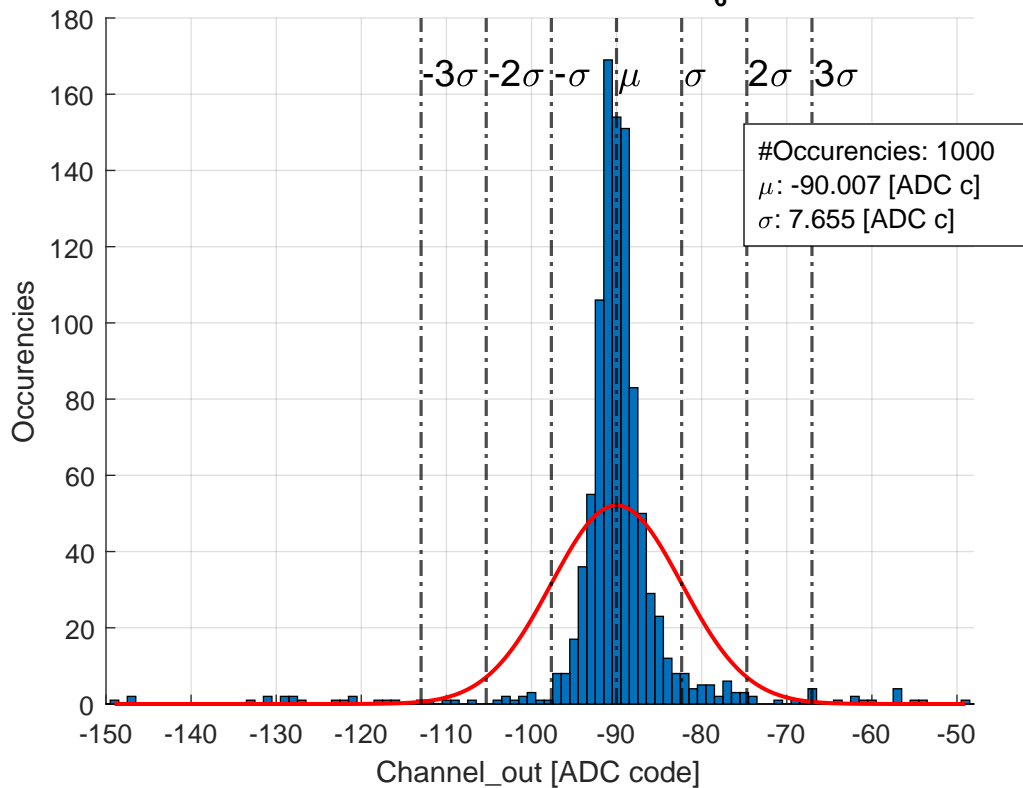 6
180
160
140
120
100
80
60
40
20
0
Occurencies
-3σ -2σ -σ μ σ 2σ 3σ
#Occurencies: 1000
μ: -90.007 [ADC c]
σ: 7.655 [ADC c]
-150 -140 -130 -120 -110 -100 -90 -80 -70 -60 -50
Channel_out [ADC code]